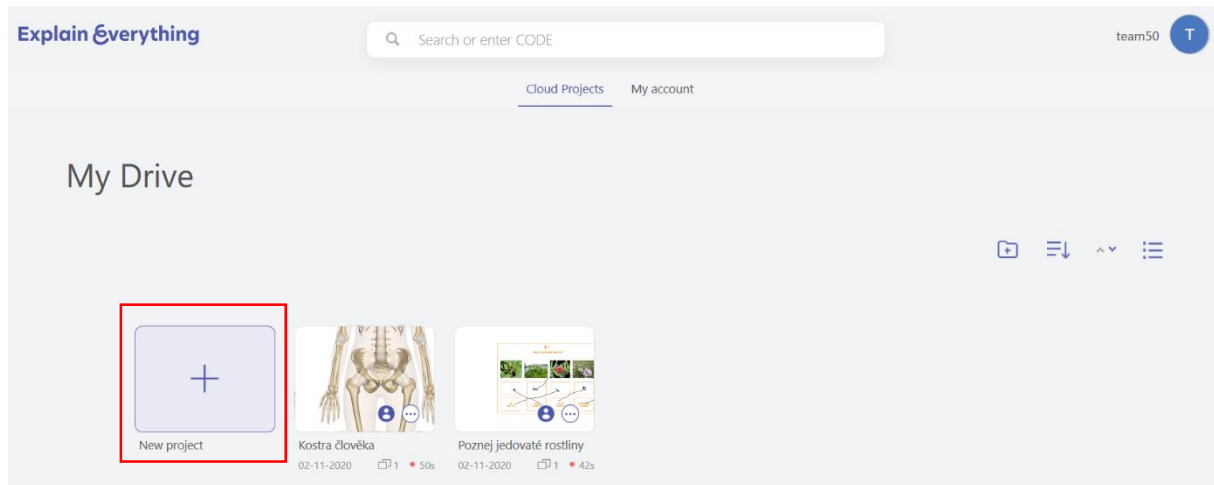 Explain Everything
Search or enter CODE
team50
T
Cloud Projects
My account
My Drive
New project
Kostra člověka
02-11-2020
1
50s
Poznej jedovaté rostliny
02-11-2020
1
42s